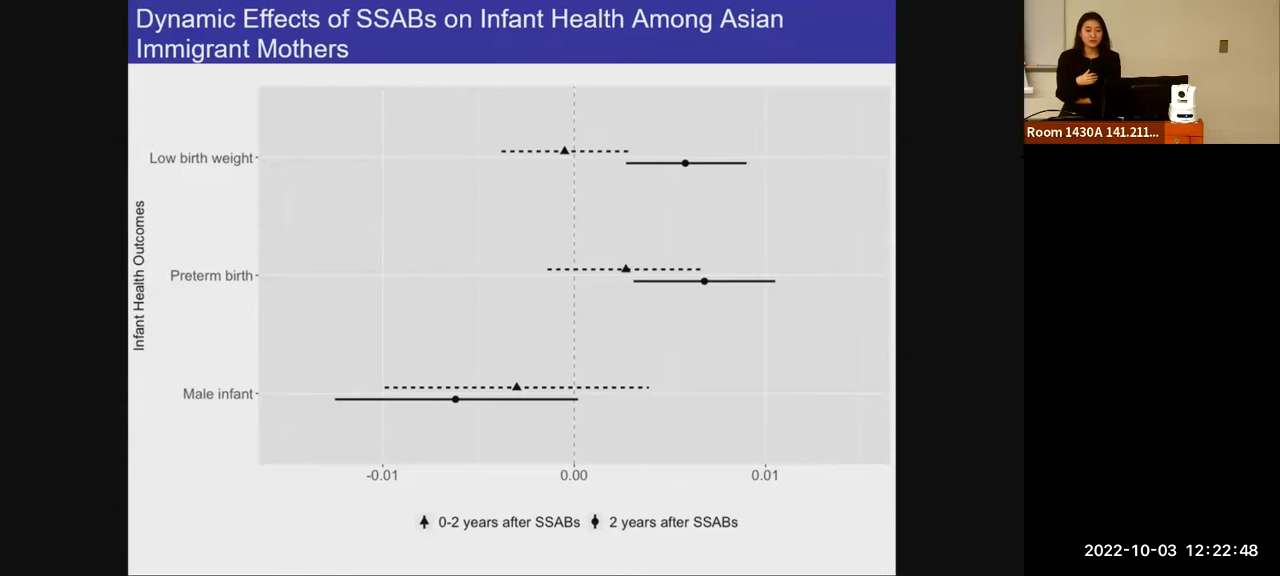 Dynamic Effects of SSABs on Infant Health Among Asian
Immigrant Mothers
Room 1430A 141.211...
Infant Health Outcomes
Low birth weight
Preterm birth
Male infant
-0.01 0.00 0.01
0-2 years after SSABs 2 years after SSABs
2022-10-03 12:22:48